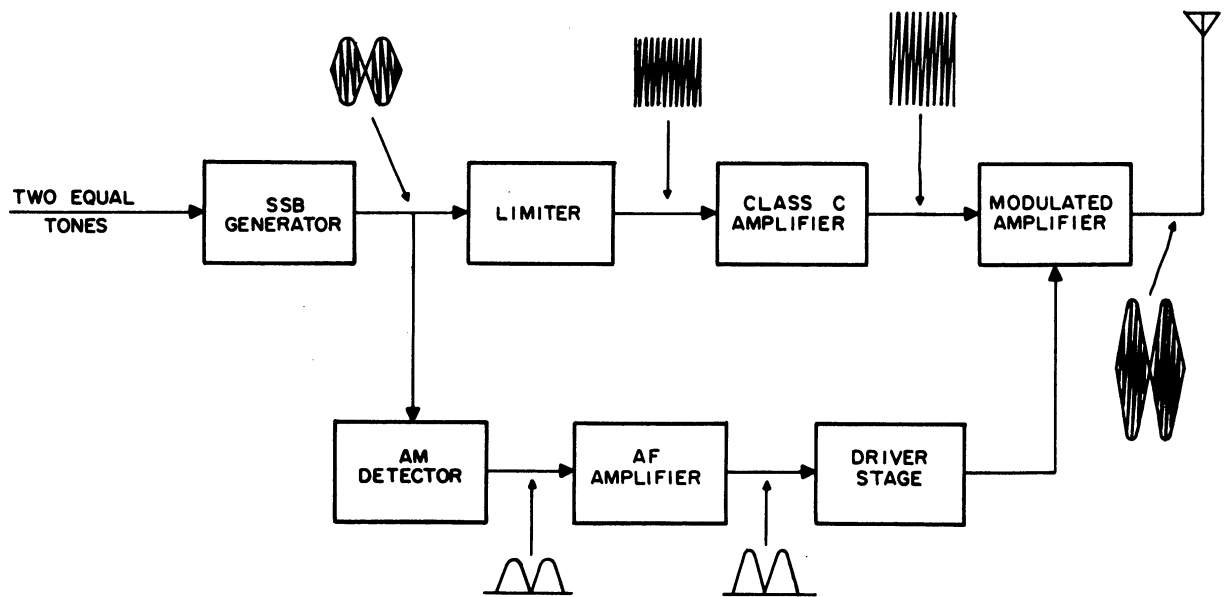 TWO EQUAL
TONES
SSB
GENERATOR
LIMITER
CLASS C
AMPLIFIER
MODULATED
AMPLIFIER
AM
DETECTOR
AF
AMPLIFIER
DRIVER
STAGE